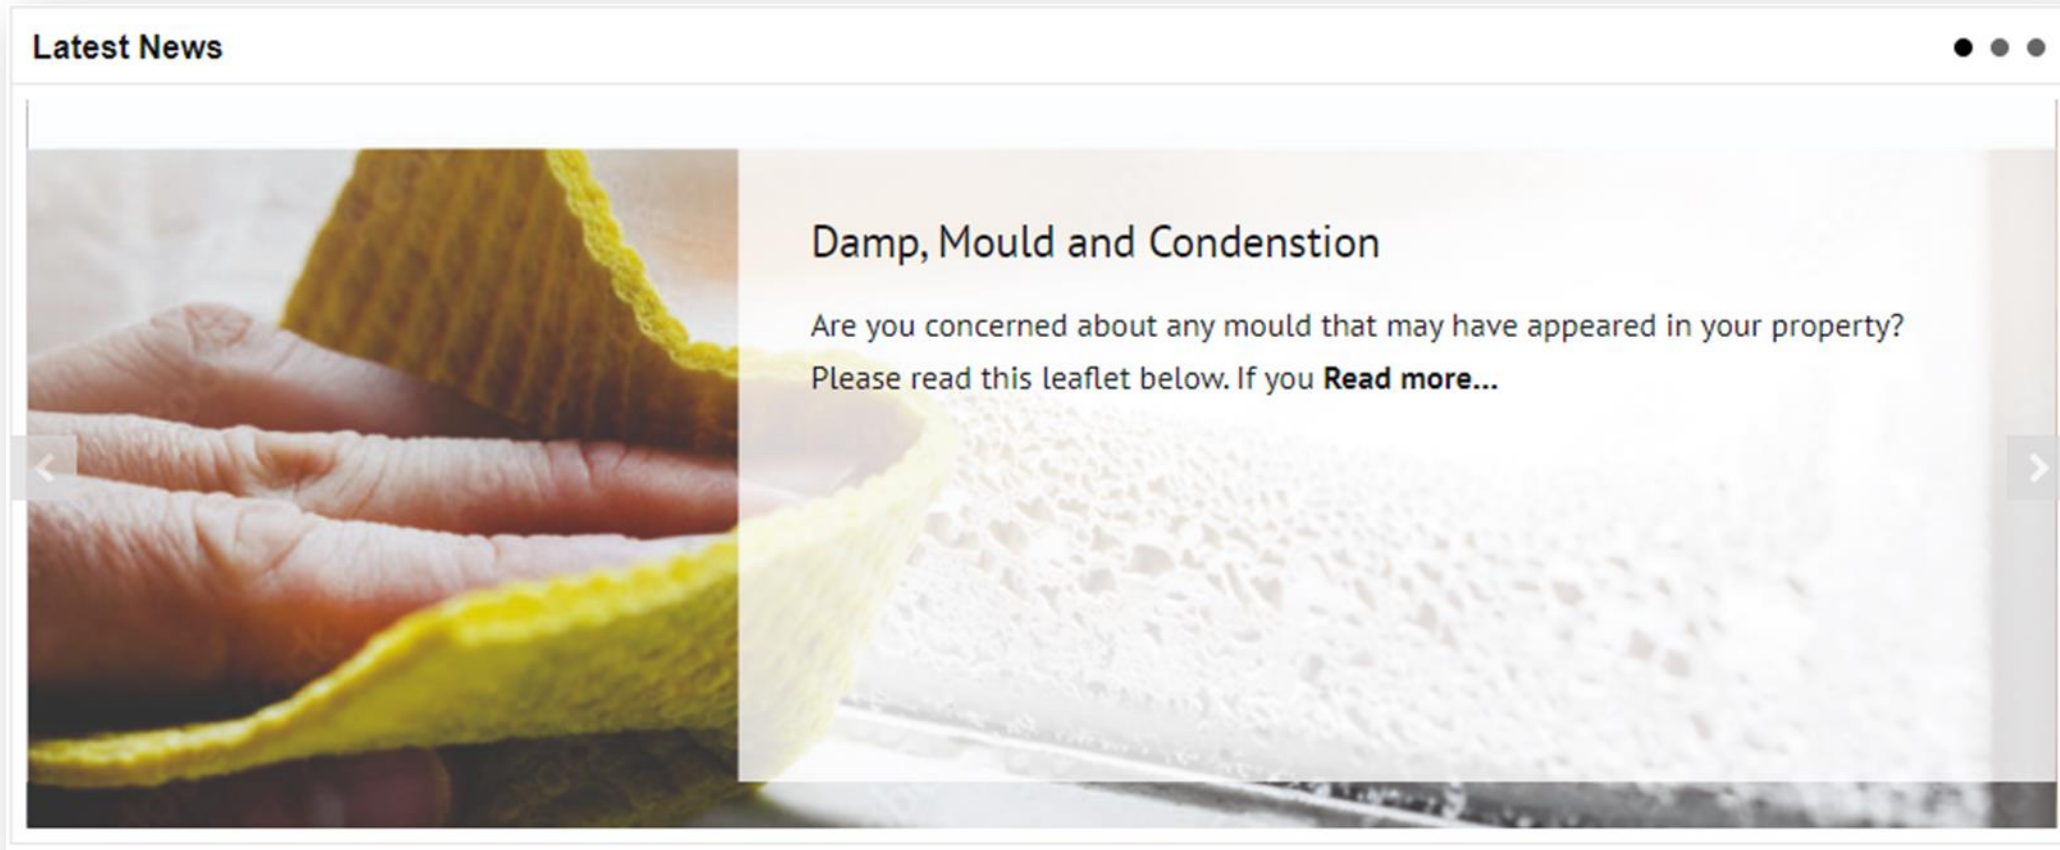 Latest News
Damp, Mould and Condenstion
Are you concerned about any mould that may have appeared in your property?
Please read this leaflet below. If you Read more...